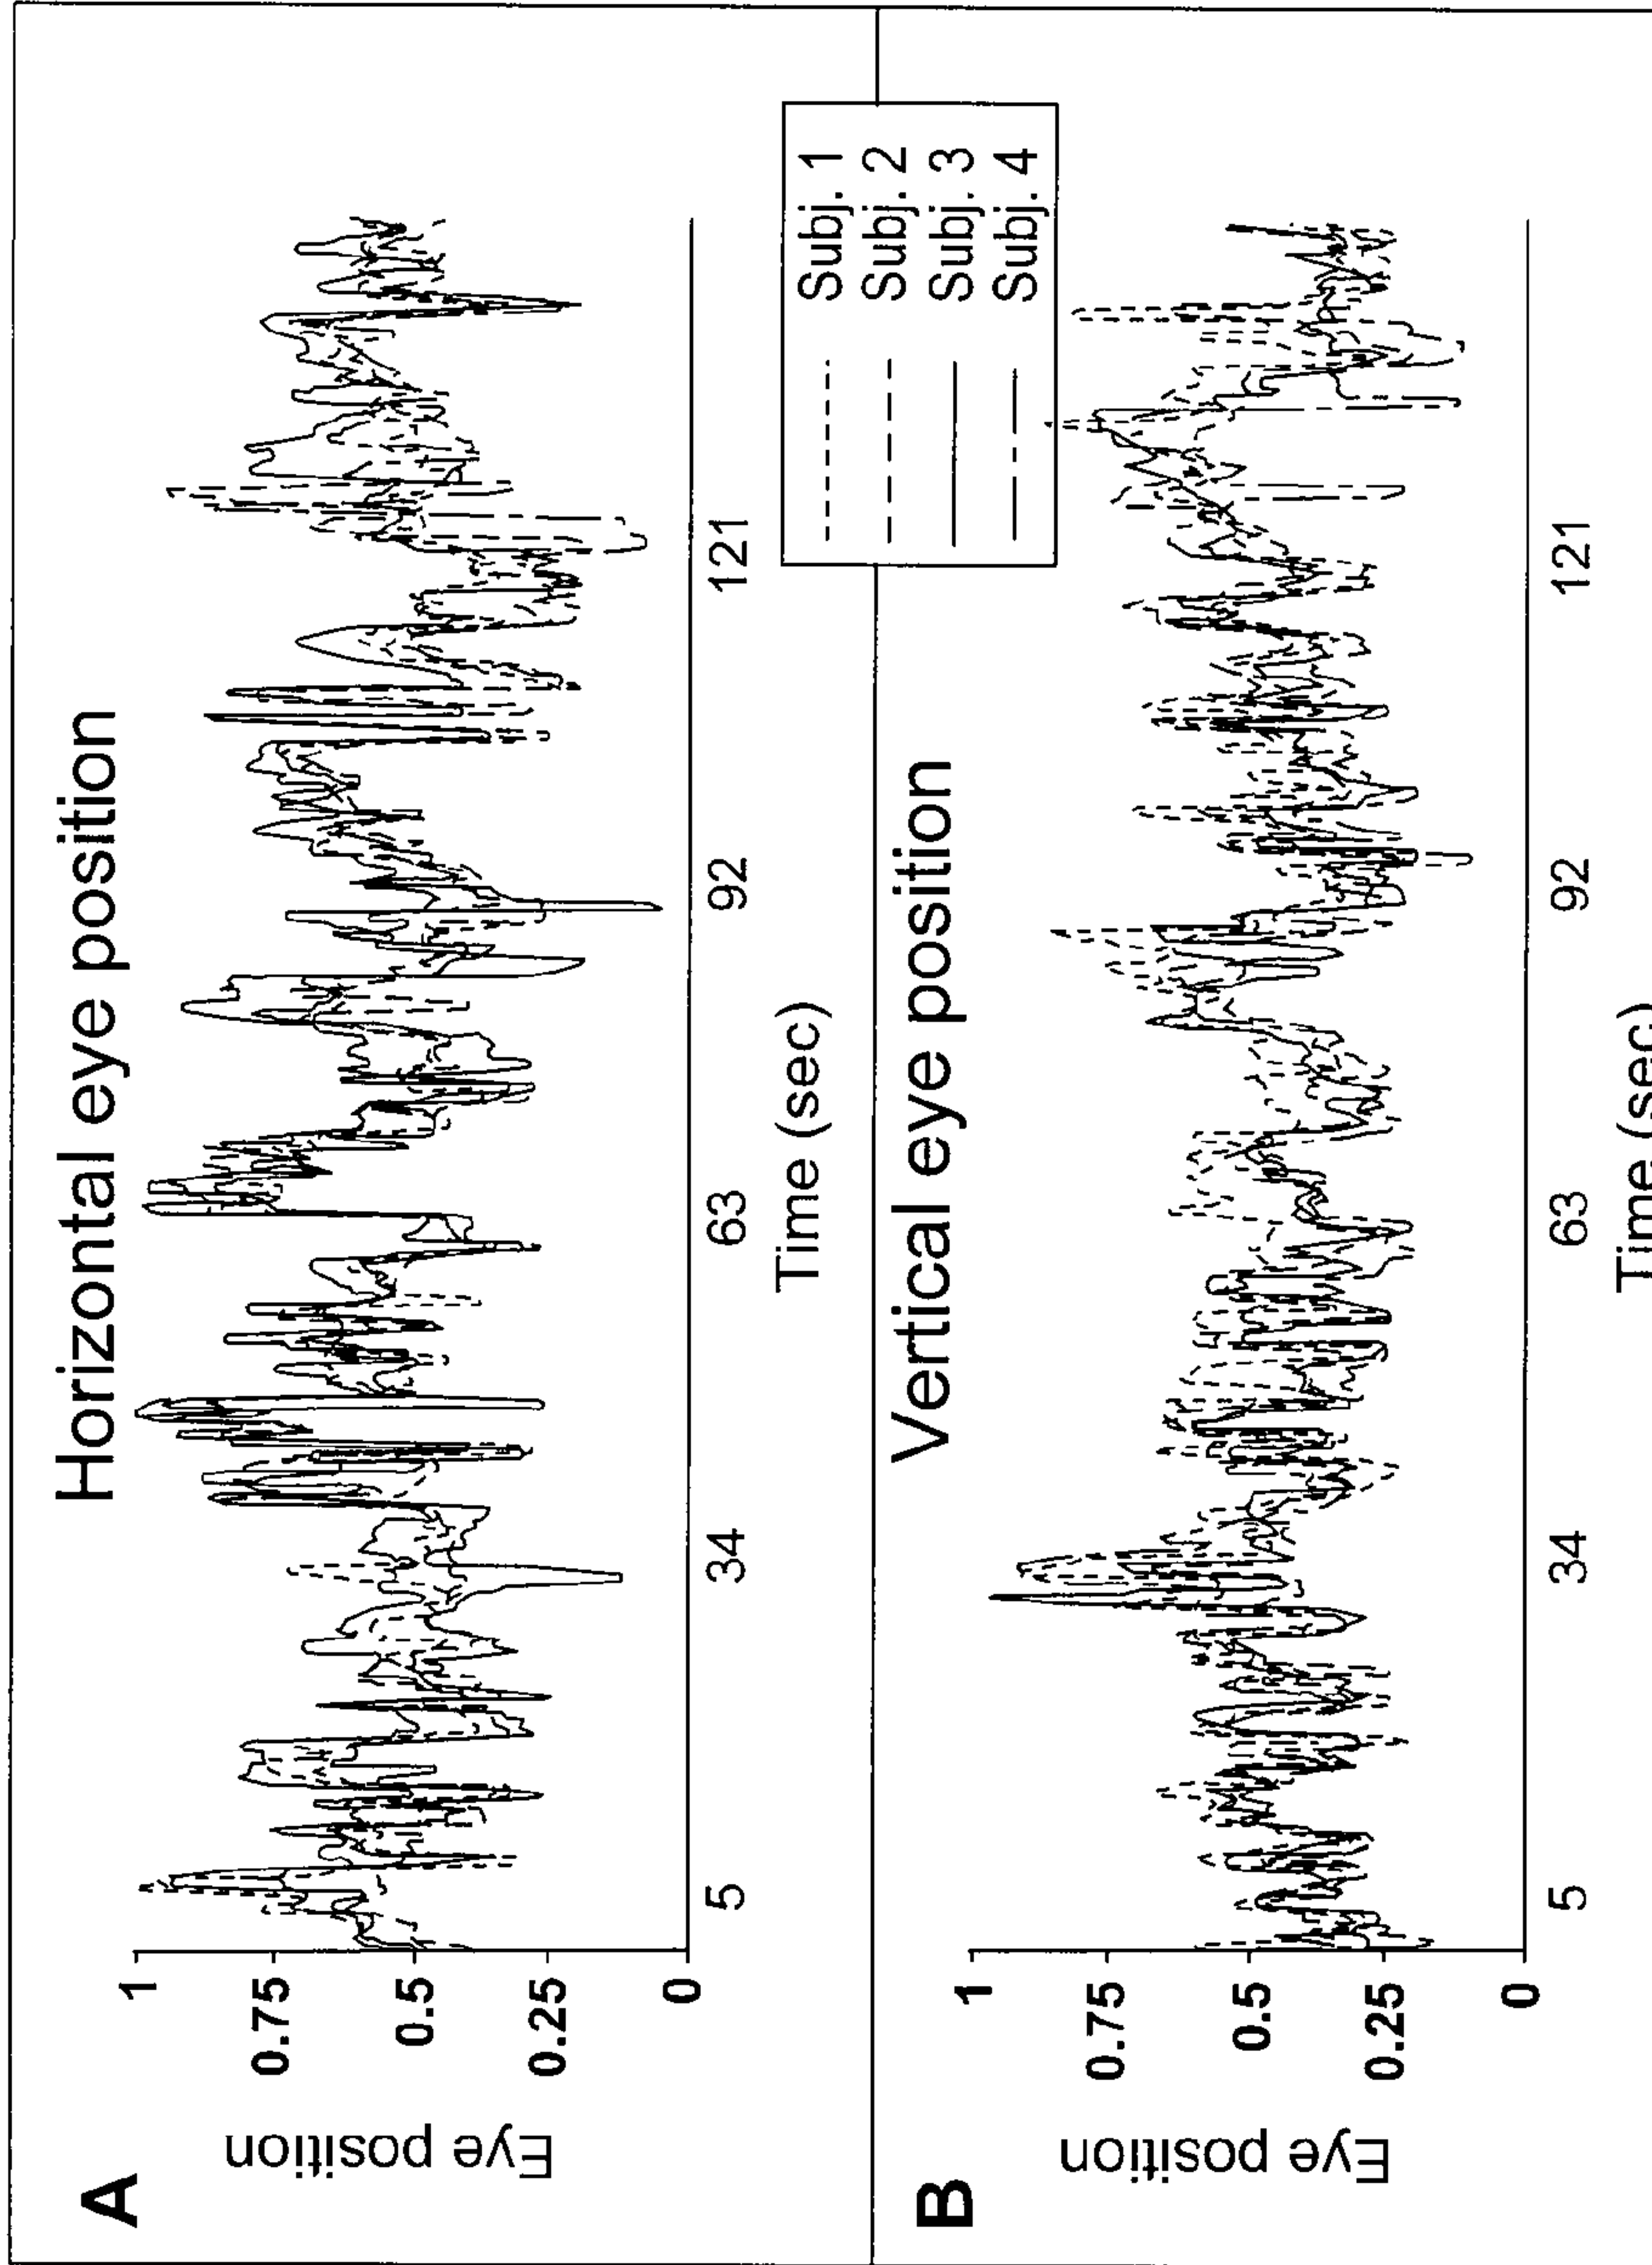 A
Horizontal eye position
Eye position
1
0.75
0.5
0.25
0
5 34 63 92 121
Time (sec)
Subj. 1
Subj. 2
Subj. 3
Subj. 4
B
Vertical eye position
Eye position
1
0.75
0.5
0.25
0
5 34 63 92 121
Time (sec)